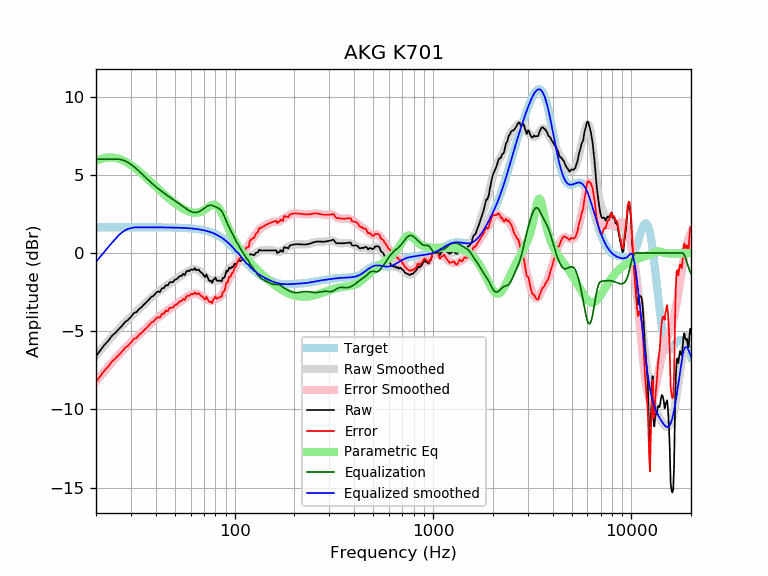 AKG K701
Amplitude (dBr)
10
5
0
−5
−10
−15
Target
Raw Smoothed
Error Smoothed
Raw
Error
Parametric Eq
Equalization
Equalized smoothed
100 1000 10000
Frequency (Hz)